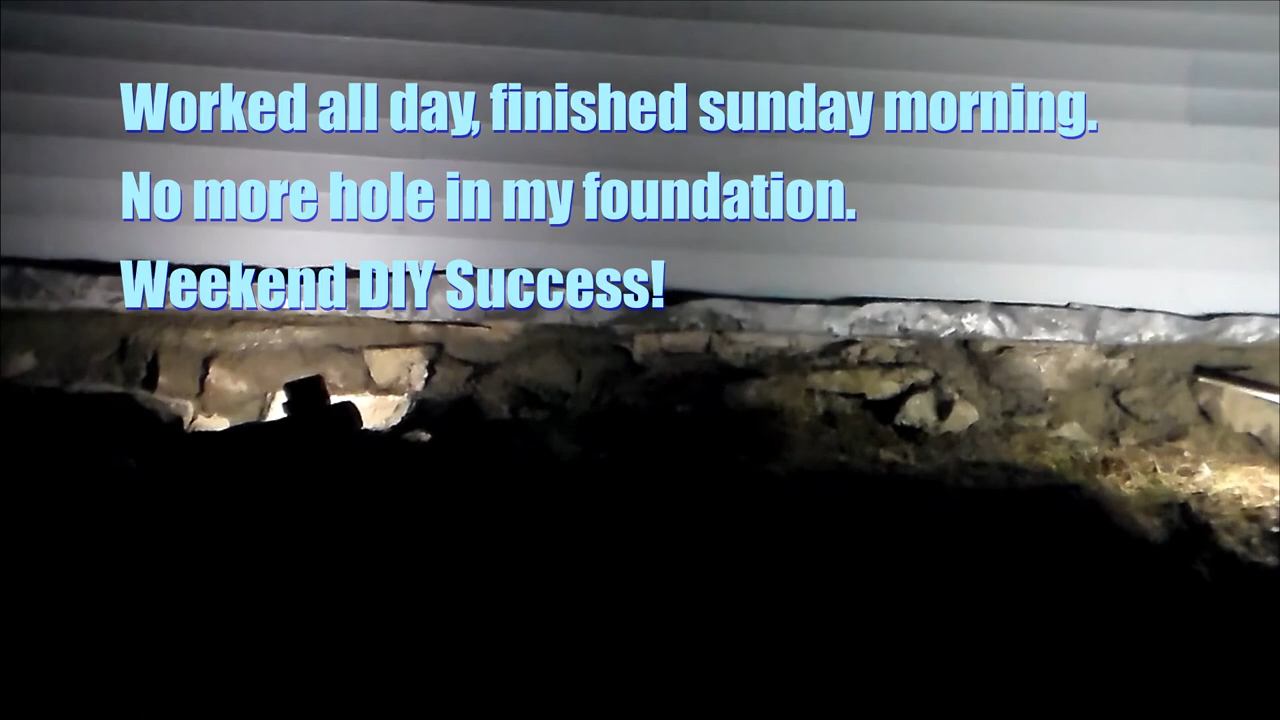 Worked all day, finished sunday morning.
No more hole in my foundation.
Weekend DIY Success!